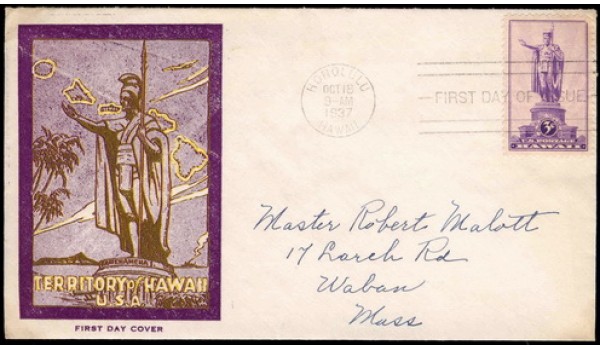 HONOLULU
OCT 18
9-AM
1937
HAWAII
FIRST DAY OF ISSUE
3¢
U.S. POSTAGE
HAWAII
KAMEHAMEHA I
TERRITORY of HAWAII
U.S.A.
FIRST DAY COVER
Master Robert Malott
17 Larch Rd
Waban
Mass